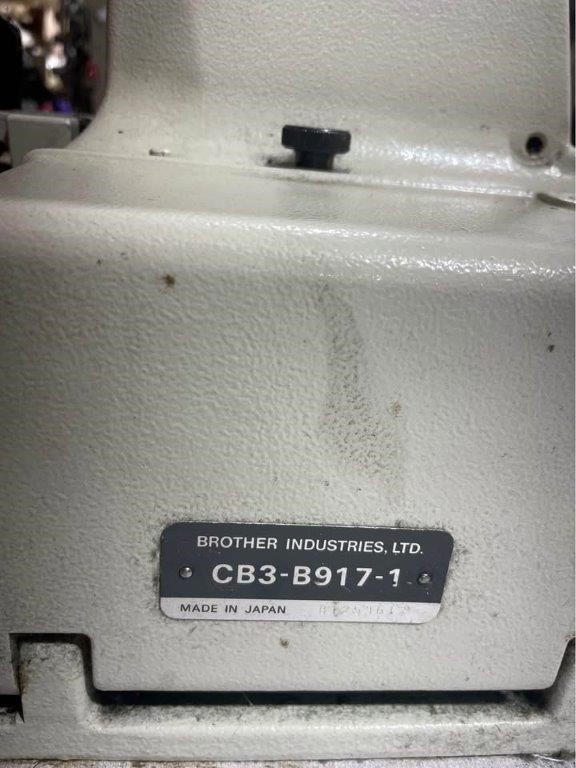 BROTHER INDUSTRIES, LTD.
CB3-B917-1
MADE IN JAPAN